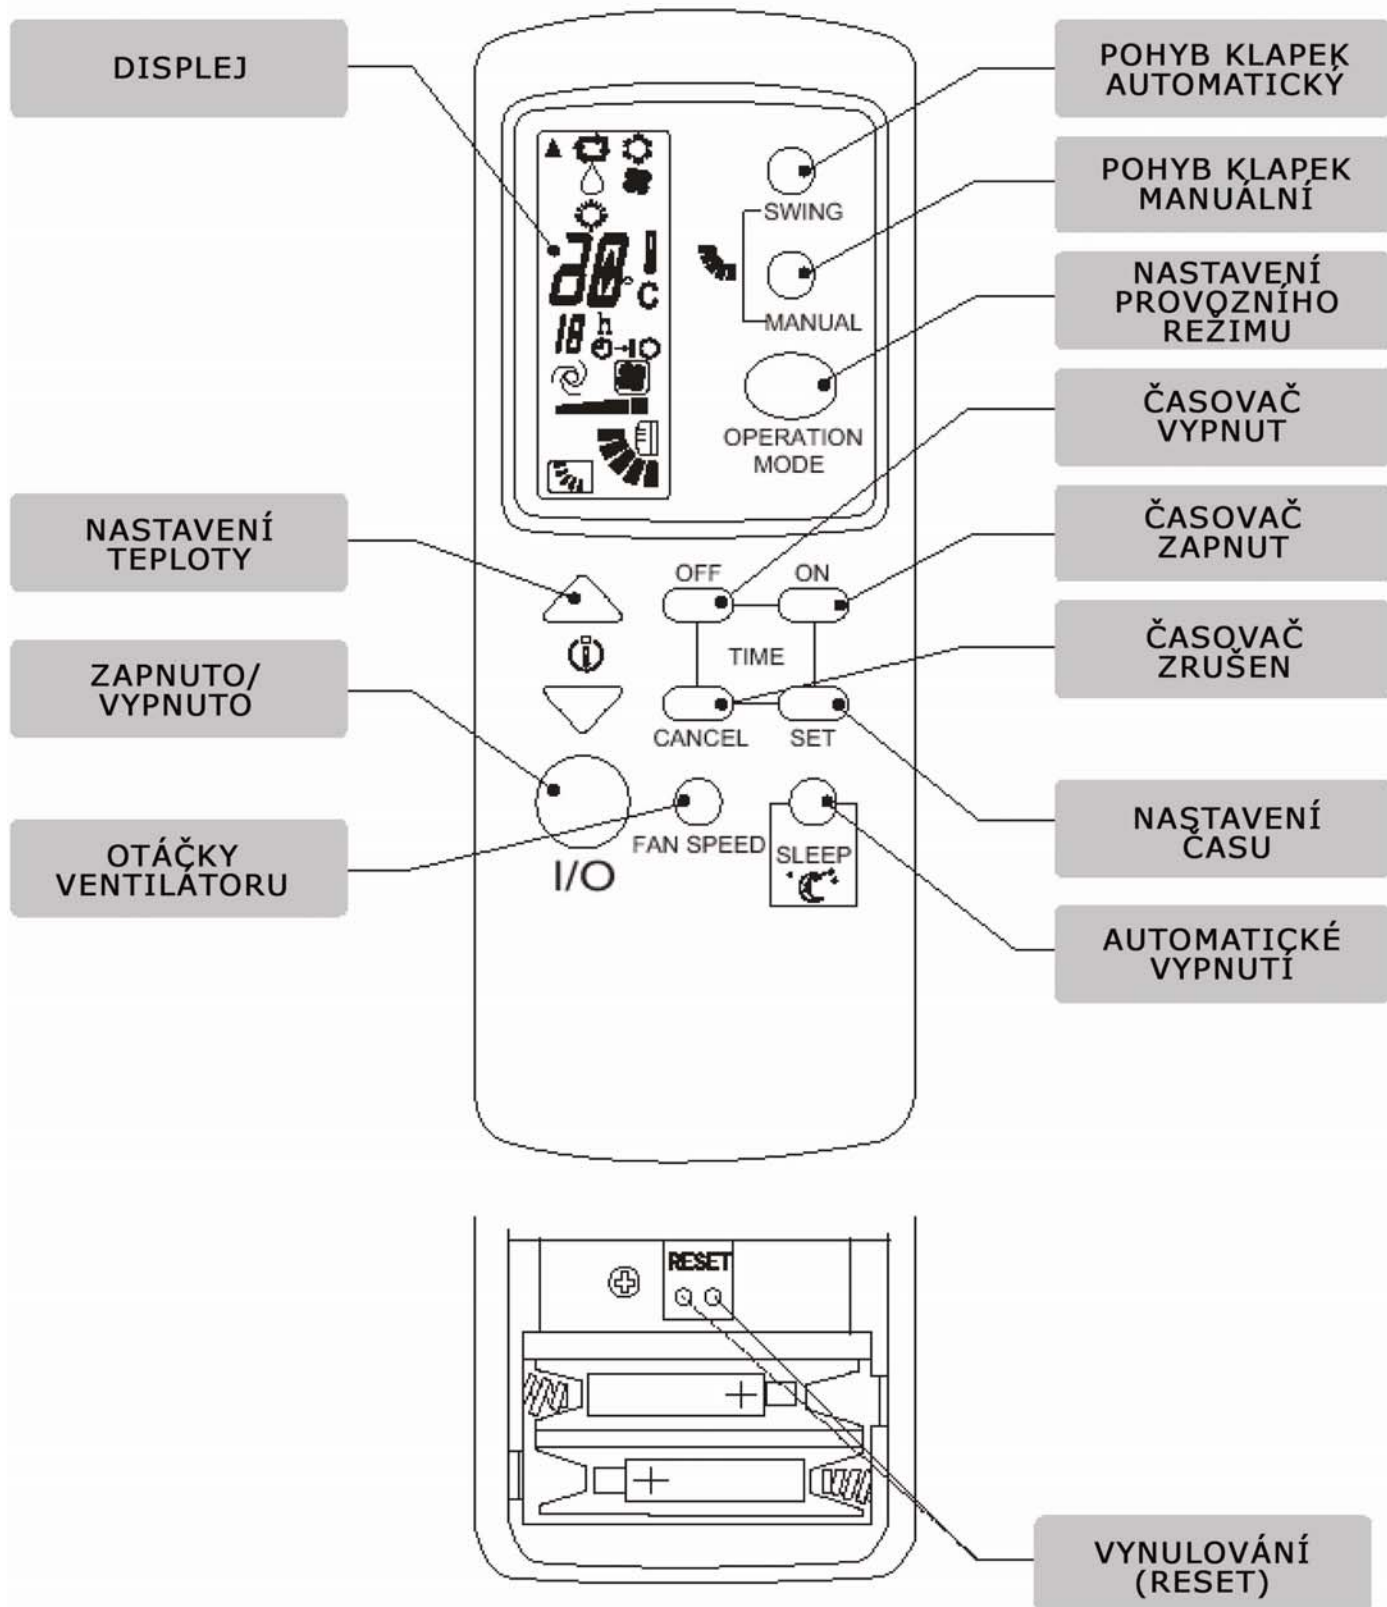 DISPLEJ
POHYB KLAPEK
AUTOMATICKÝ
POHYB KLAPEK
MANUÁLNÍ
NASTAVENÍ
PROVOZNÍHO
REŽIMU
ČASOVAČ
VYPNUT
ČASOVAČ
ZAPNUT
ČASOVAČ
ZRUŠEN
NASTAVENÍ
ČASU
AUTOMATICKÉ
VYPNUTÍ
NASTAVENÍ
TEPLOTY
ZAPNUTO/
VYPNUTO
OTÁČKY
VENTILÁTORU
SWING
MANUAL
OPERATION
MODE
°C
18 h
OFF
ON
TIME
CANCEL
SET
I/O
FAN SPEED
SLEEP
RESET
+
+
VYNULOVÁNÍ
(RESET)